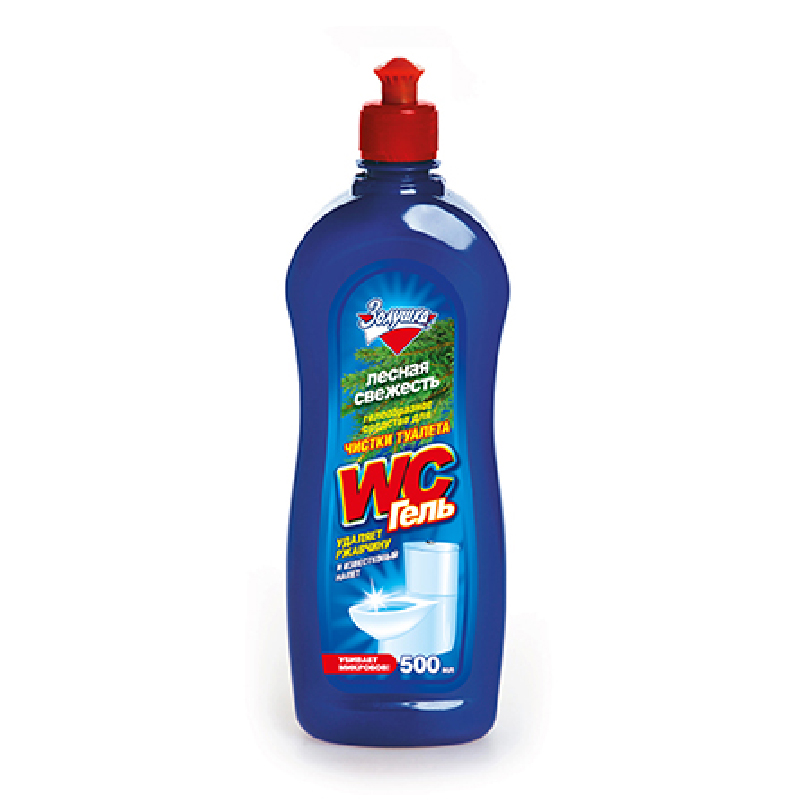 Золушка
лесная
свежесть
гелеобразное
средство для
ЧИСТКИ ТУАЛЕТА
WC
Гель
УДАЛЯЕТ
РЖАВЧИНУ
и известковый
налет
УБИВАЕТ
МИКРОБОВ!
500 мл